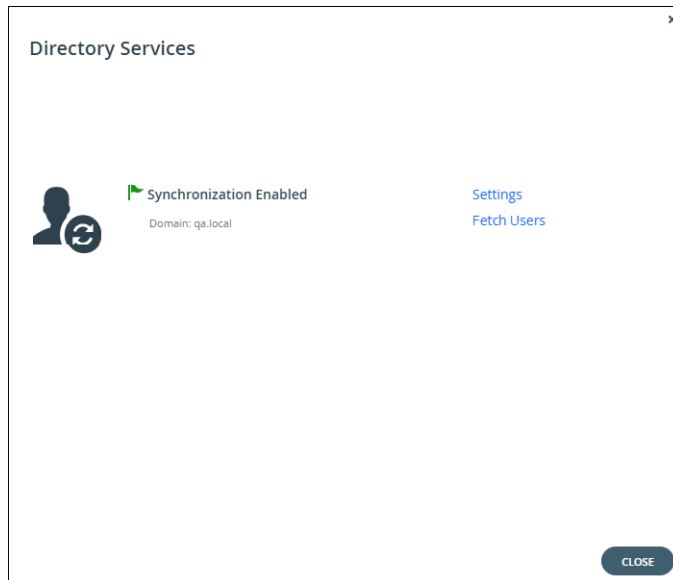 Directory Services
Synchronization Enabled
Settings
Domain: qa.local
Fetch Users
CLOSE